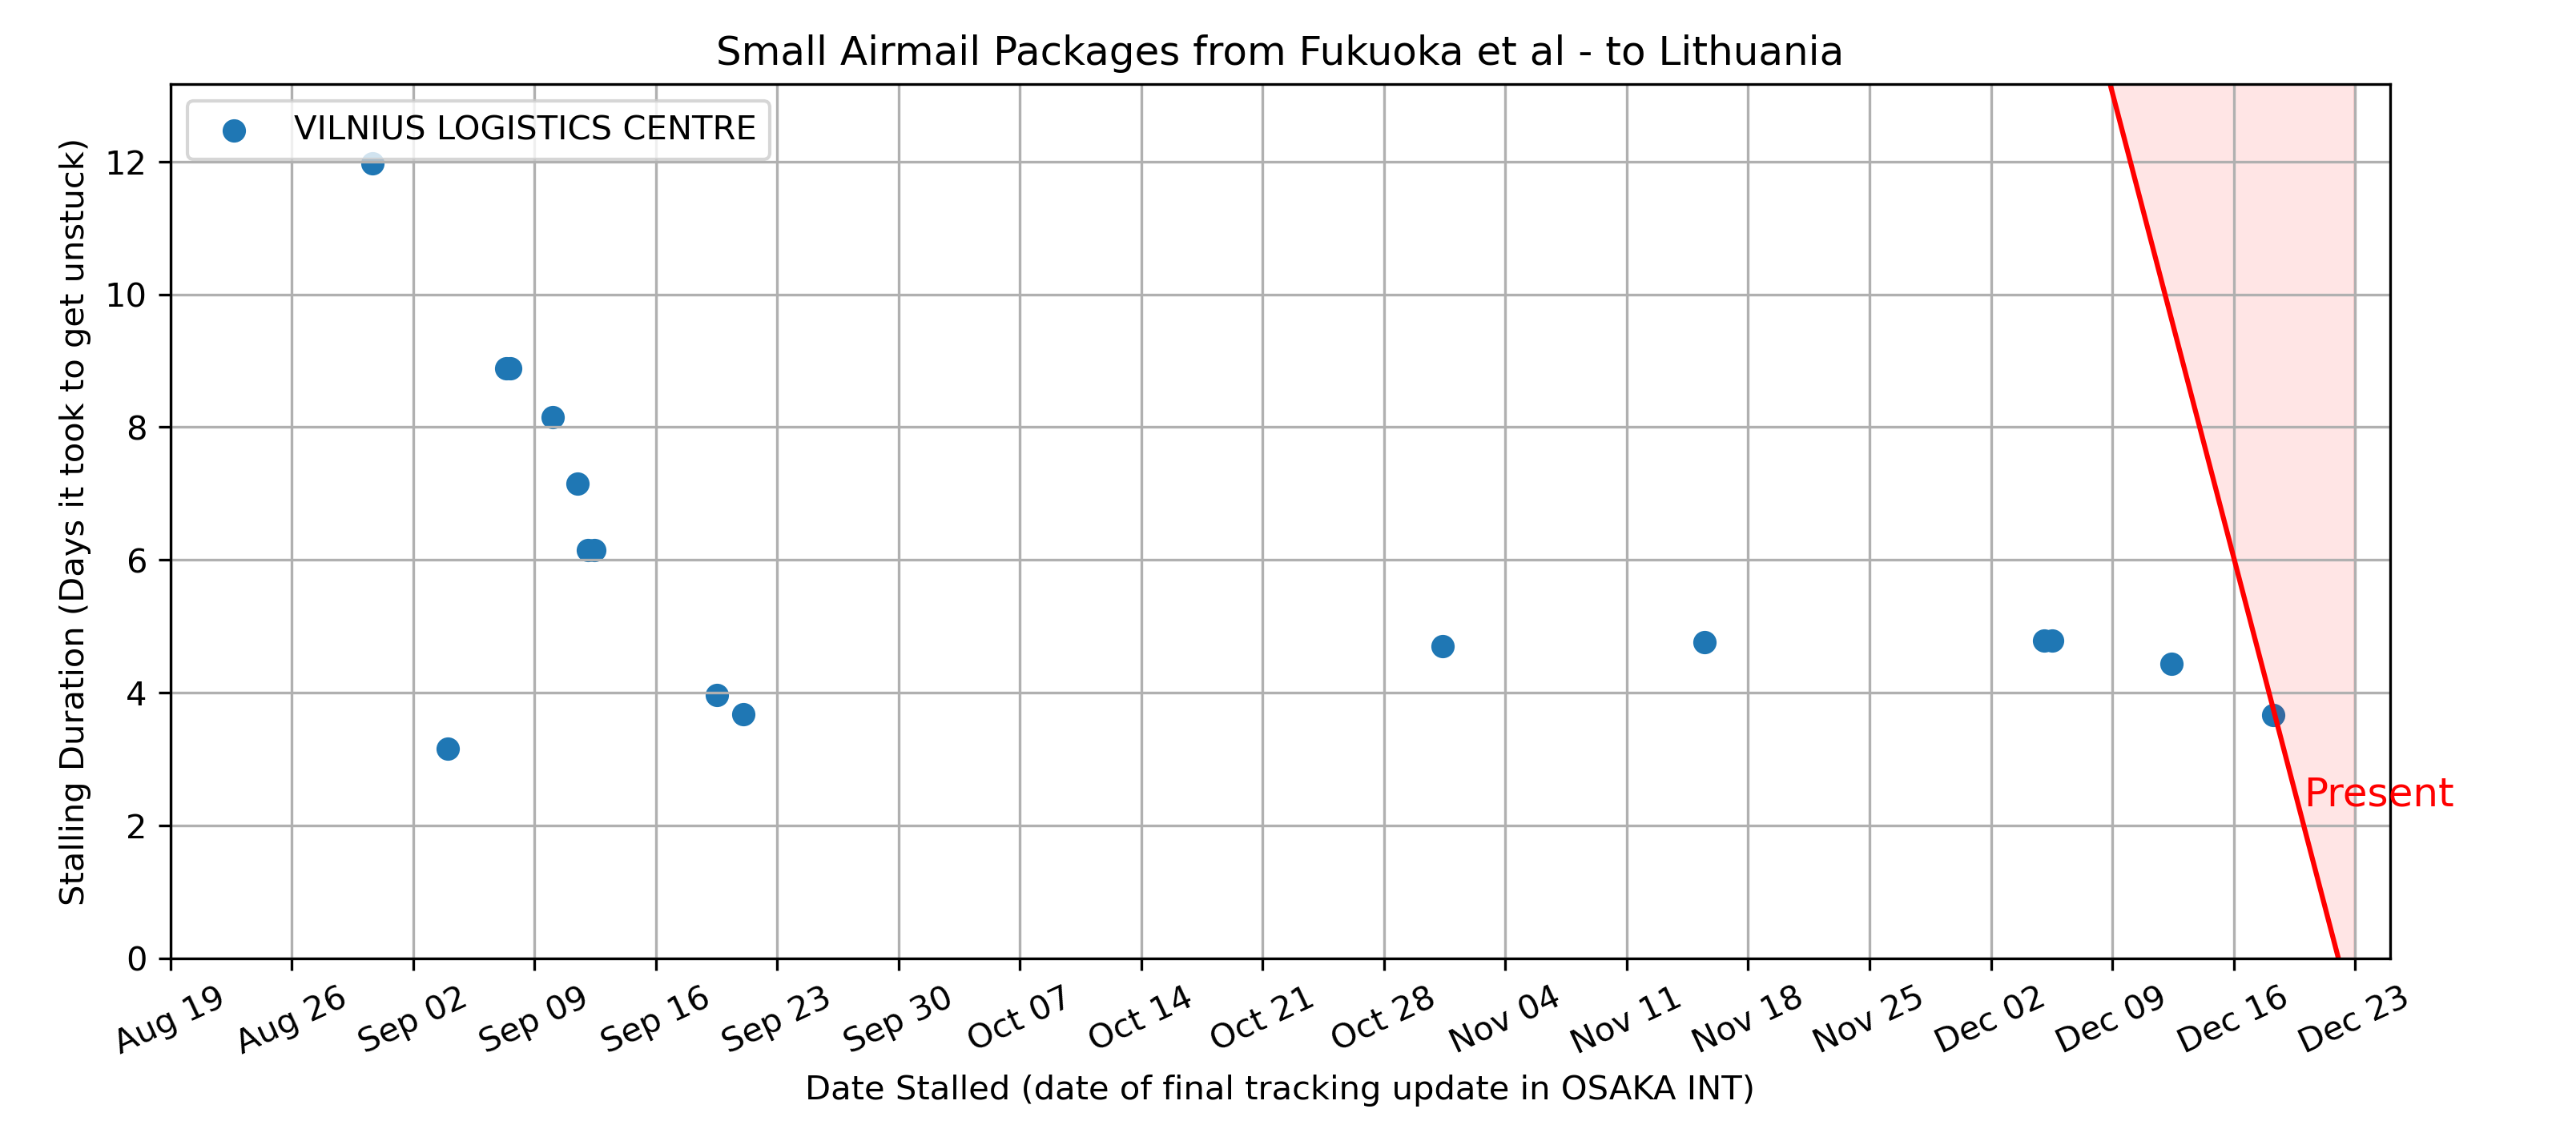 Small Airmail Packages from Fukuoka et al - to Lithuania
VILNIUS LOGISTICS CENTRE
Stalling Duration (Days it took to get unstuck)
12
10
8
6
4
2
0
Present
Aug 19
Aug 26
Sep 02
Sep 09
Sep 16
Sep 23
Sep 30
Oct 07
Oct 14
Oct 21
Oct 28
Nov 04
Nov 11
Nov 18
Nov 25
Dec 02
Dec 09
Dec 16
Dec 23
Date Stalled (date of final tracking update in OSAKA INT)